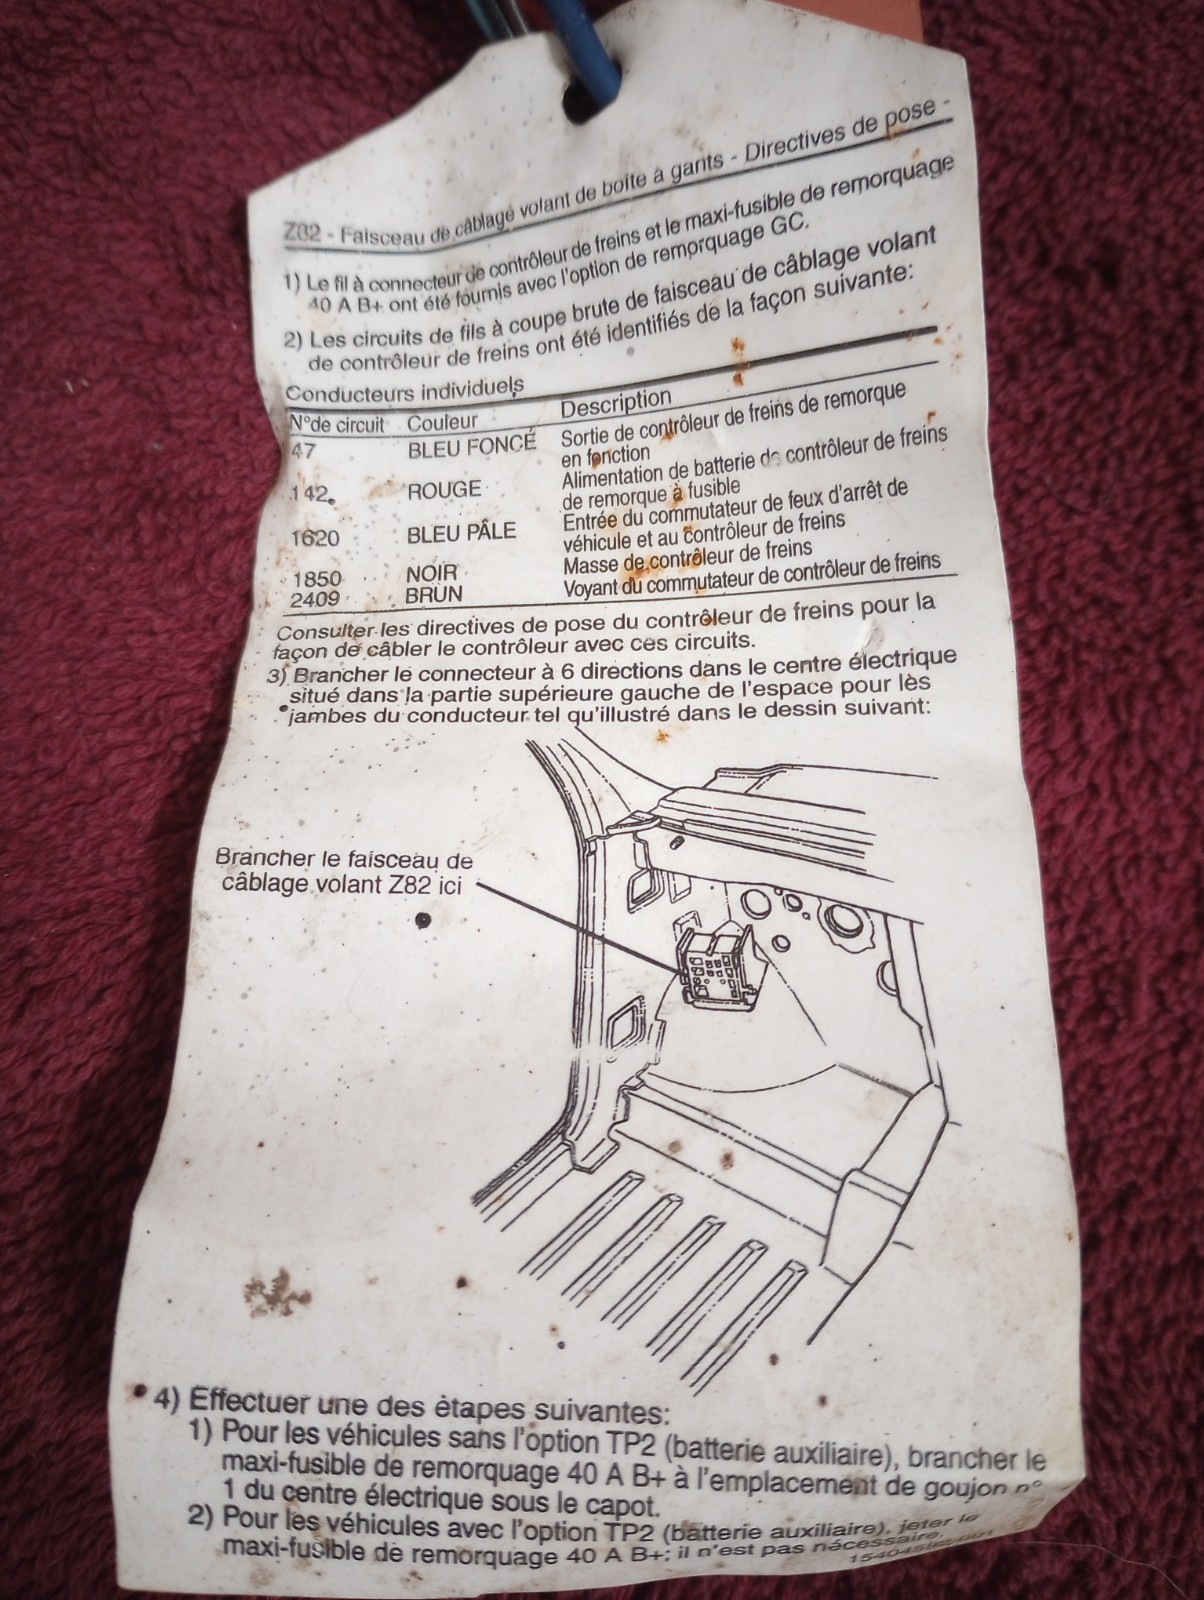 Z82 - Faisceau de câblage volant de boîte à gants - Directives de pose -
1) Le fil à connecteur de contrôleur de freins et le maxi-fusible de remorquage
40 A B+ ont été fournis avec l'option de remorquage GC.
2) Les circuits de fils à coupe brute de faisceau de câblage volant
de contrôleur de freins ont été identifiés de la façon suivante:
Conducteurs individuels
N° de circuit Couleur Description
47 BLEU FONCÉ Sortie de contrôleur de freins de remorque
en fonction
142 ROUGE Alimentation de batterie de contrôleur de freins
de remorque à fusible
1620 BLEU PÂLE Entrée du commutateur de feux d'arrêt de
véhicule et au contrôleur de freins
1850 NOIR Masse de contrôleur de freins
2409 BRUN Voyant du commutateur de contrôleur de freins
Consulter les directives de pose du contrôleur de freins pour la
façon de câbler le contrôleur avec ces circuits.
3) Brancher le connecteur à 6 directions dans le centre électrique
situé dans la partie supérieure gauche de l'espace pour lès
jambes du conducteur tel qu'illustré dans le dessin suivant:
Brancher le faisceau de
câblage volant Z82 ici
4) Effectuer une des ètapes suivantes:
1) Pour les véhicules sans l'option TP2 (batterie auxiliaire), brancher le
maxi-fusible de remorquage 40 A B+ à l'emplacement de goujon n°
1 du centre électrique sous le capot.
2) Pour les véhicules avec l'option TP2 (batterie auxiliaire), jeter le
maxi-fusible de remorquage 40 A B+; il n'est pas nécessaire.